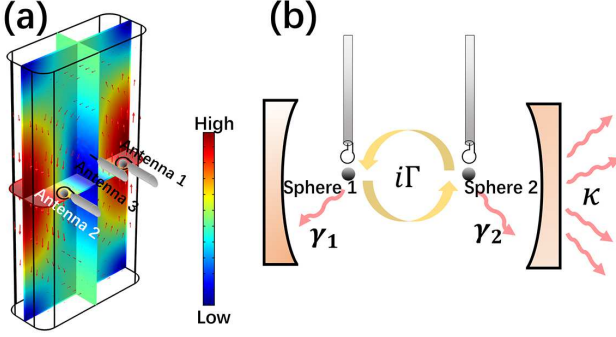 (a)
High
Low
Antenna 1
Antenna 3
Antenna 2
(b)
Sphere 1
iΓ
Sphere 2
γ₁
γ₂
κ